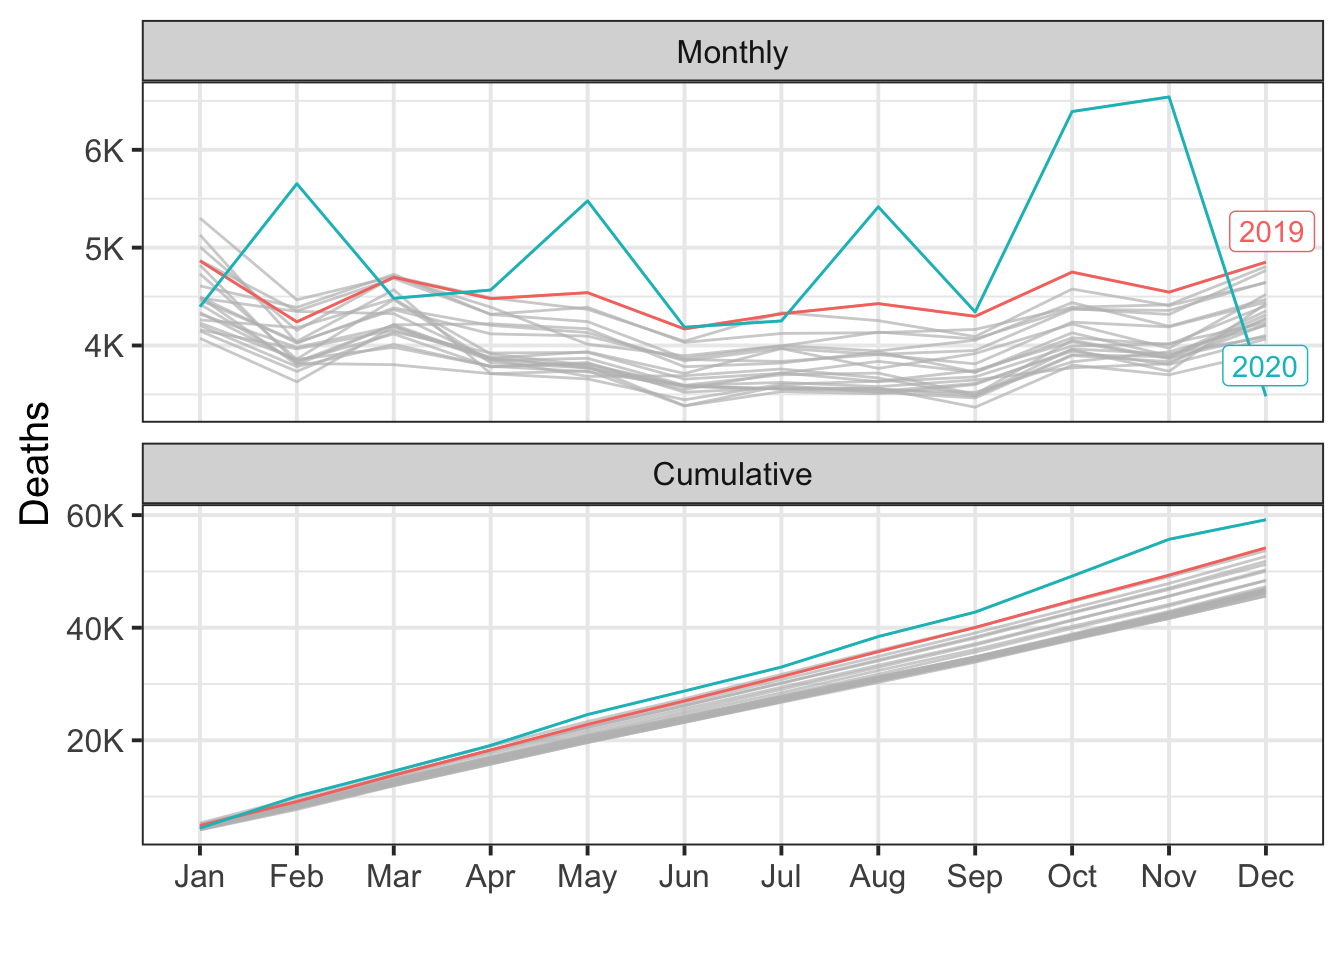 Monthly
6K
5K
4K
2019
2020
Deaths
Cumulative
60K
40K
20K
Jan Feb Mar Apr May Jun Jul Aug Sep Oct Nov Dec